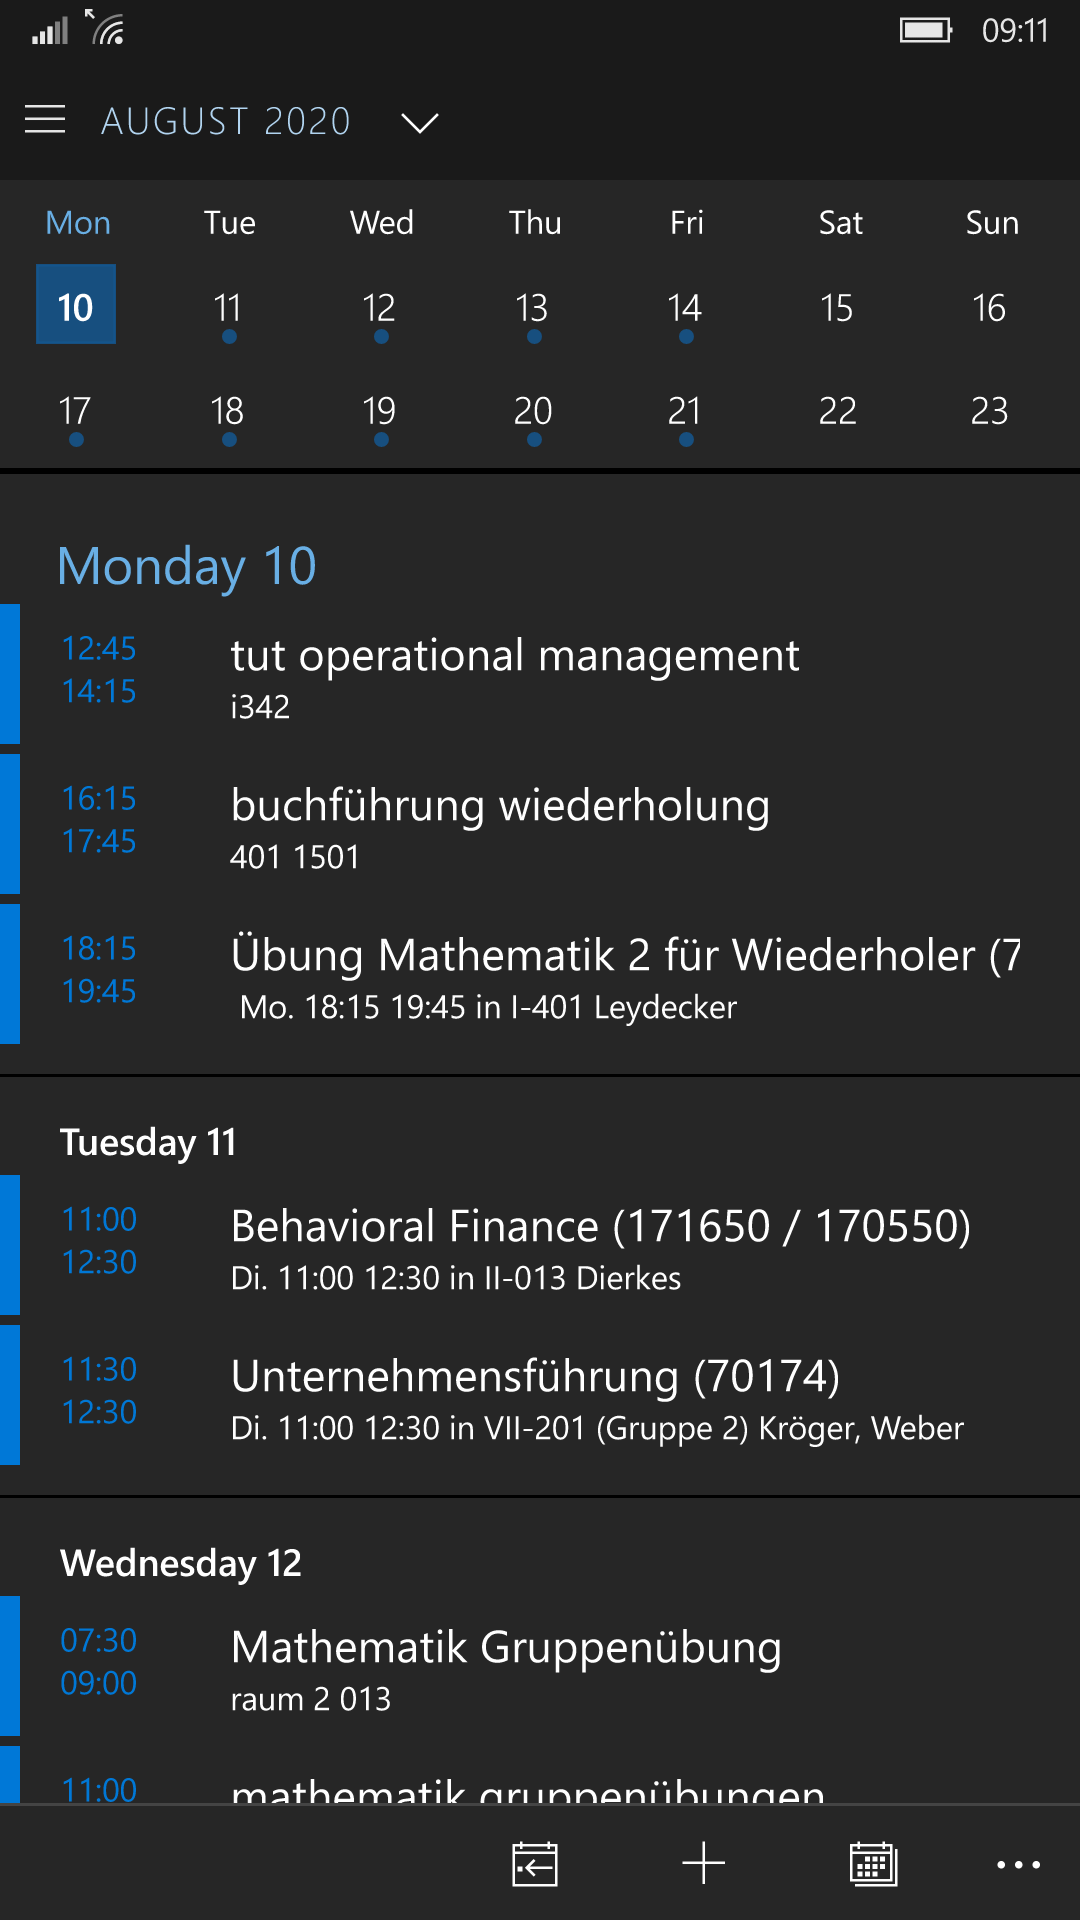 09:11
AUGUST 2020
Mon Tue Wed Thu Fri Sat Sun
10 11 12 13 14 15 16
17 18 19 20 21 22 23
Monday 10
12:45 tut operational management
14:15 i342
16:15 buchführung wiederholung
17:45 401 1501
18:15 Übung Mathematik 2 für Wiederholer (7
19:45 Mo. 18:15 19:45 in I-401 Leydecker
Tuesday 11
11:00 Behavioral Finance (171650 / 170550)
12:30 Di. 11:00 12:30 in II-013 Dierkes
11:30 Unternehmensführung (70174)
12:30 Di. 11:00 12:30 in VII-201 (Gruppe 2) Kröger, Weber
Wednesday 12
07:30 Mathematik Gruppenübung
09:00 raum 2 013
11:00 mathematik gruppenübungen